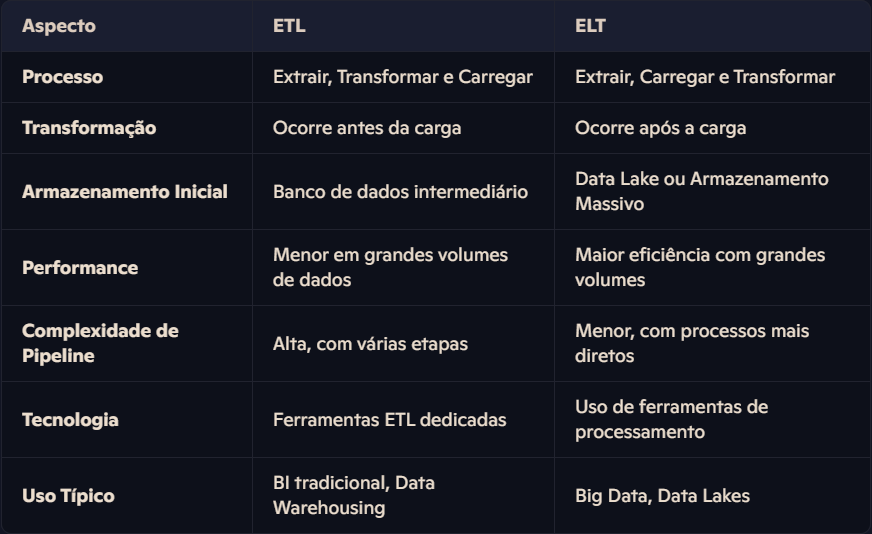 Aspecto ETL ELT
Processo Extrair, Transformar e Carregar Extrair, Carregar e Transformar
Transformação Ocorre antes da carga Ocorre após a carga
Armazenamento Inicial Banco de dados intermediário Data Lake ou Armazenamento
Massivo
Performance Menor em grandes volumes
de dados Maior eficiência com grandes
volumes
Complexidade de
Pipeline Alta, com várias etapas Menor, com processos mais
diretos
Tecnologia Ferramentas ETL dedicadas Uso de ferramentas de
processamento
Uso Típico BI tradicional, Data
Warehousing Big Data, Data Lakes